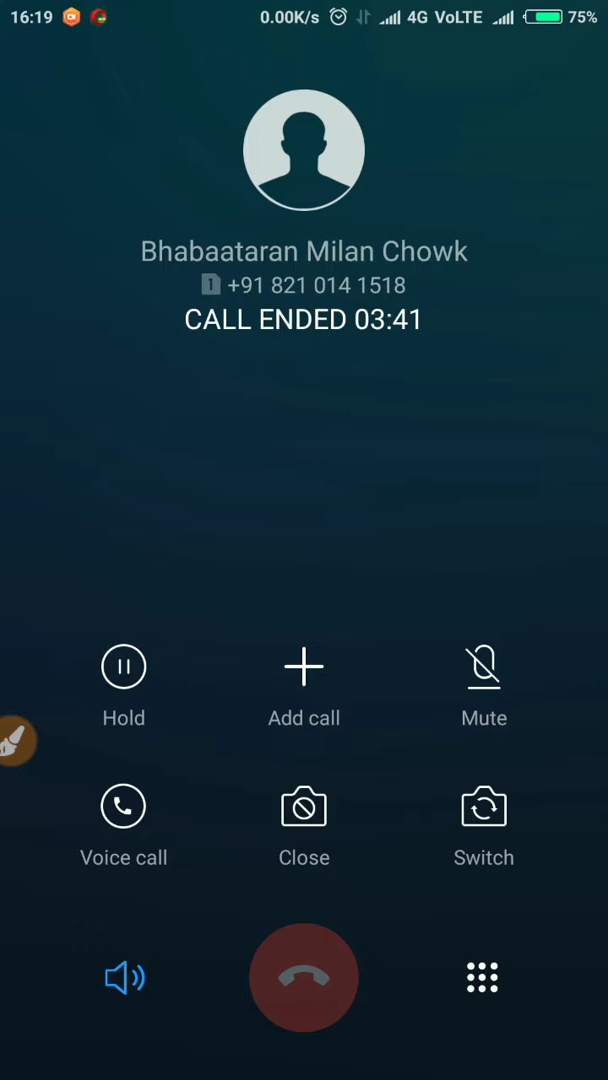 16:19 0.00K/s 4G VoLTE 75%
Bhabaataran Milan Chowk
1 +91 821 014 1518
CALL ENDED 03:41
Hold Add call Mute
Voice call Close Switch